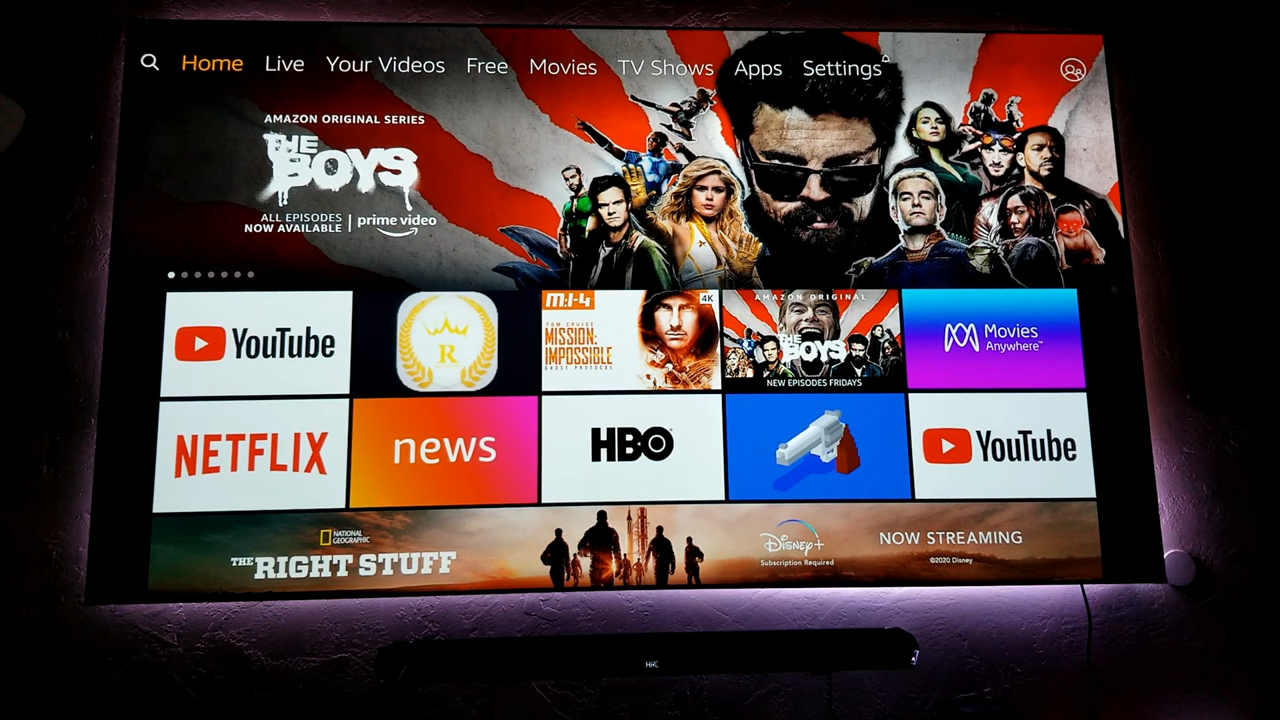 Home Live Your Videos Free Movies TV Shows Apps Settings
AMAZON ORIGINAL SERIES
THE
BOYS
ALL EPISODES
NOW AVAILABLE | prime video
YouTube
R
M:I-4
4K
TOM CRUISE
MISSION:
IMPOSSIBLE
GHOST PROTOCOL
AMAZON ORIGINAL
THE
BOYS
NEW EPISODES FRIDAYS
Movies
Anywhere™
NETFLIX
news
HBO
YouTube
NATIONAL
GEOGRAPHIC
THE RIGHT STUFF
Disney+
Subscription Required
NOW STREAMING
©2020 Disney